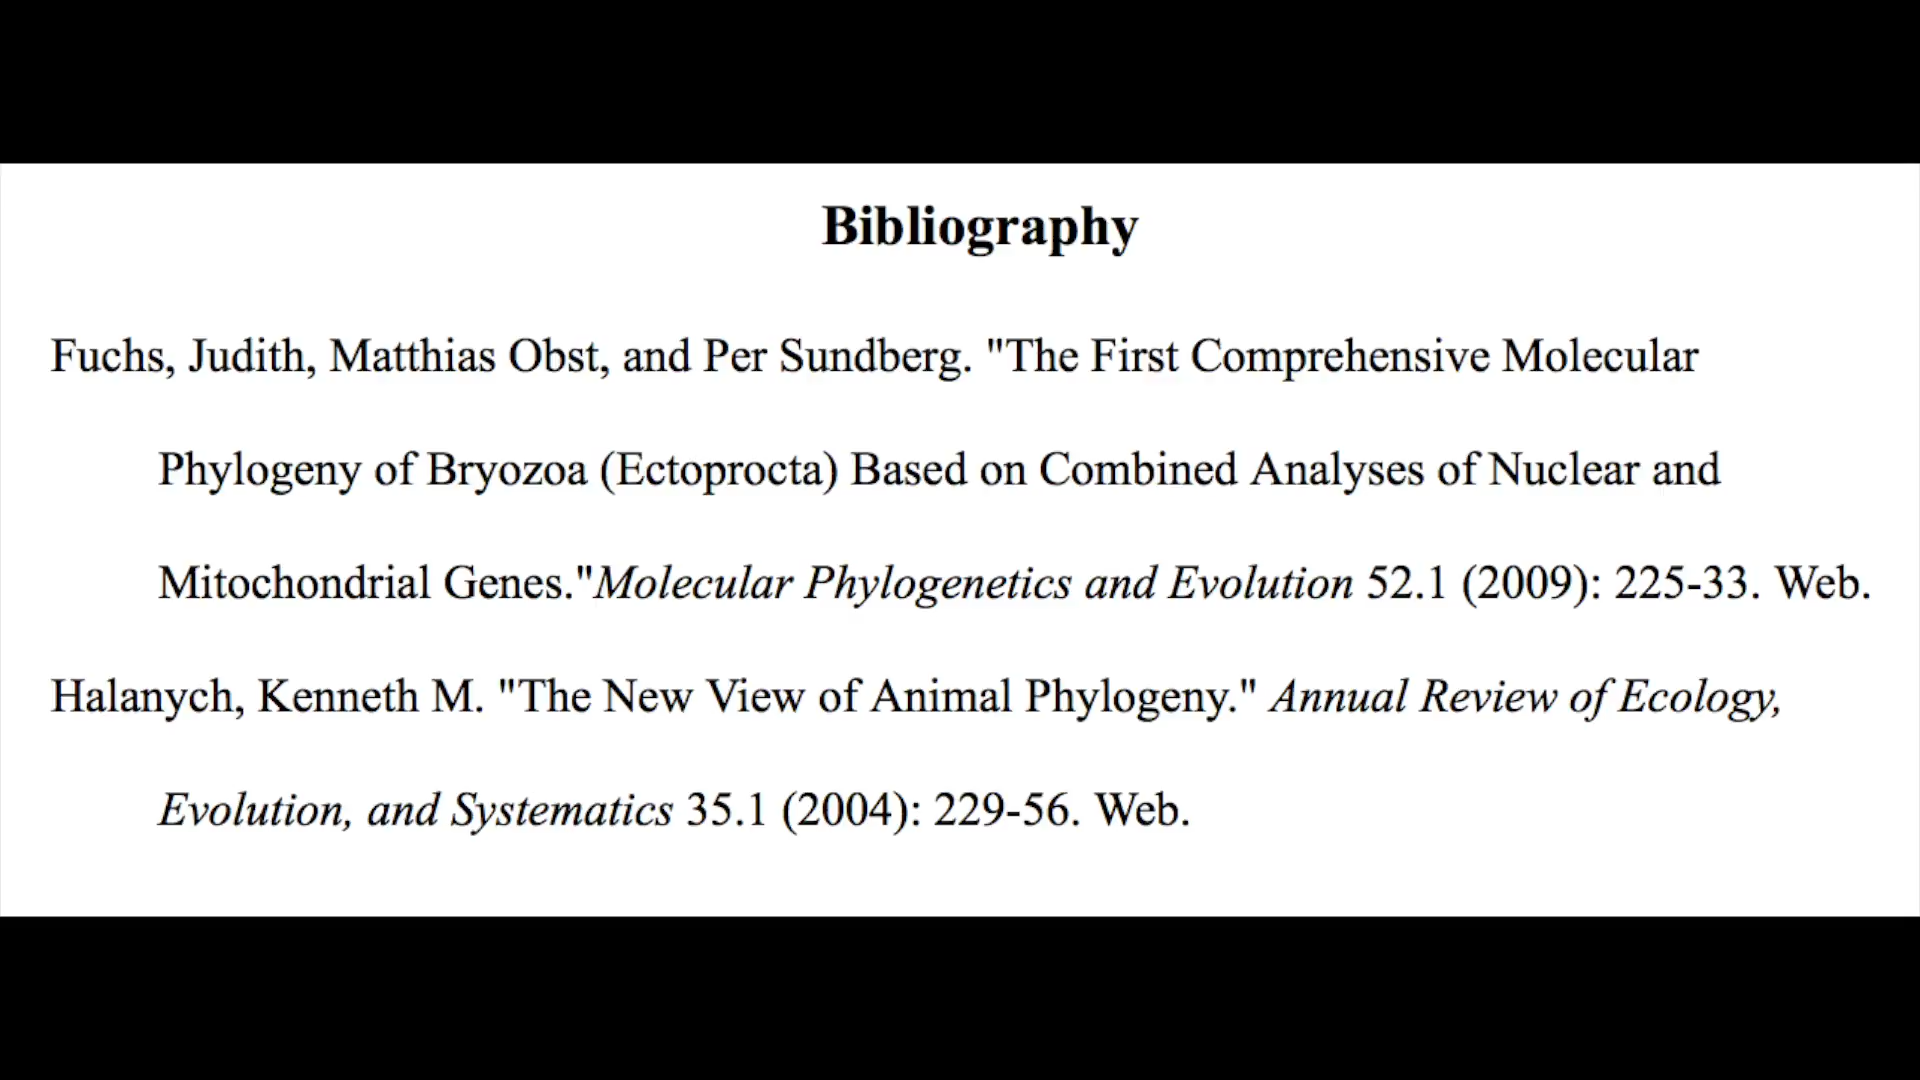 Bibliography
Fuchs, Judith, Matthias Obst, and Per Sundberg. "The First Comprehensive Molecular
Phylogeny of Bryozoa (Ectoprocta) Based on Combined Analyses of Nuclear and
Mitochondrial Genes."Molecular Phylogenetics and Evolution 52.1 (2009): 225-33. Web.
Halanych, Kenneth M. "The New View of Animal Phylogeny." Annual Review of Ecology,
Evolution, and Systematics 35.1 (2004): 229-56. Web.